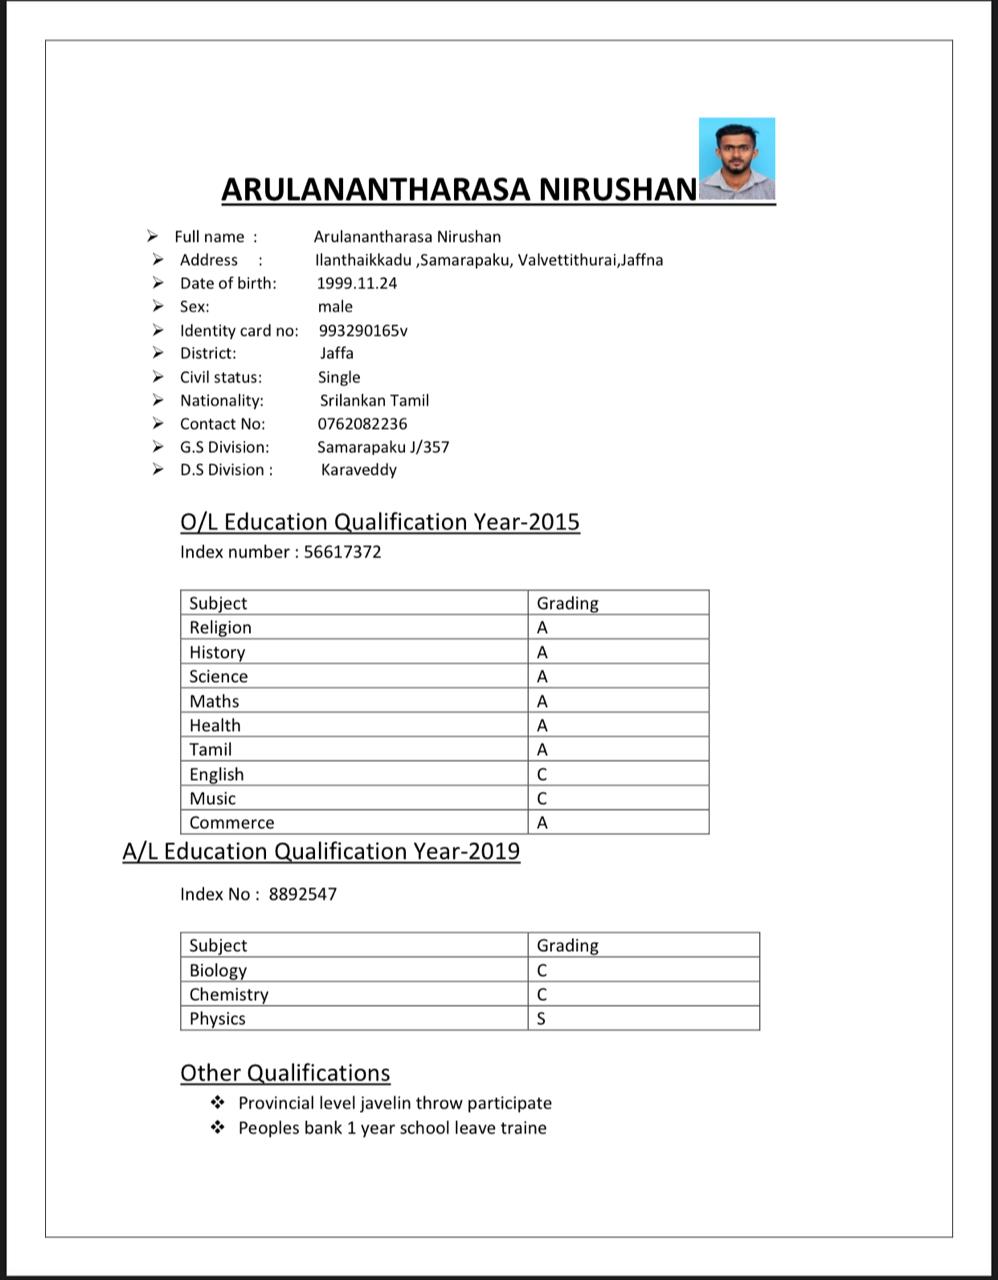 ARULANANTHARASA NIRUSHAN
Full name : Arulanantharasa Nirushan
Address : Ilanthaikkadu ,Samarapaku, Valvettithurai,Jaffna
Date of birth: 1999.11.24
Sex: male
Identity card no: 993290165v
District: Jaffa
Civil status: Single
Nationality: Srilankan Tamil
Contact No: 0762082236
G.S Division: Samarapaku J/357
D.S Division : Karaveddy
O/L Education Qualification Year-2015
Index number : 56617372
Subject Grading
Religion A
History A
Science A
Maths A
Health A
Tamil A
English C
Music C
Commerce A
A/L Education Qualification Year-2019
Index No : 8892547
Subject Grading
Biology C
Chemistry C
Physics S
Other Qualifications
Provincial level javelin throw participate
Peoples bank 1 year school leave traine